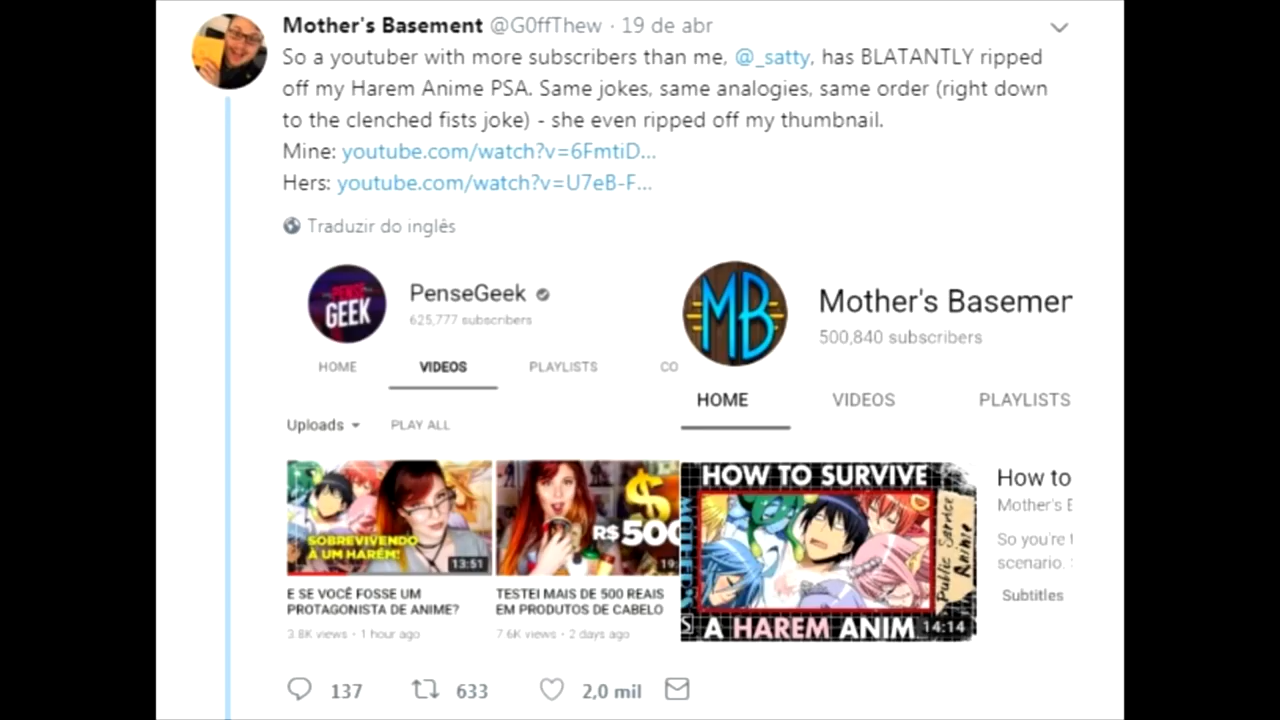 Mother's Basement @G0ffThew · 19 de abr
So a youtuber with more subscribers than me, @_satty, has BLATANTLY ripped
off my Harem Anime PSA. Same jokes, same analogies, same order (right down
to the clenched fists joke) - she even ripped off my thumbnail.
Mine: youtube.com/watch?v=6FmtiD...
Hers: youtube.com/watch?v=U7eB-F...
Traduzir do inglês
PENSE
GEEK
PenseGeek
625,777 subscribers
HOME VIDEOS PLAYLISTS CO
Uploads PLAY ALL
SOBREVIVENDO
À UM HARÉM!
13:51
R$500
19
E SE VOCÊ FOSSE UM
PROTAGONISTA DE ANIME?
3.8K views · 1 hour ago
TESTEI MAIS DE 500 REAIS
EM PRODUTOS DE CABELO
7.6K views · 2 days ago
MB
Mother's Basemer
500,840 subscribers
HOME VIDEOS PLAYLISTS
HOW TO SURVIVE
Public Service
Anime
A HAREM ANIM
14:14
How to
Mother's B
So you're t
scenario.
Subtitles
137 633 2,0 mil